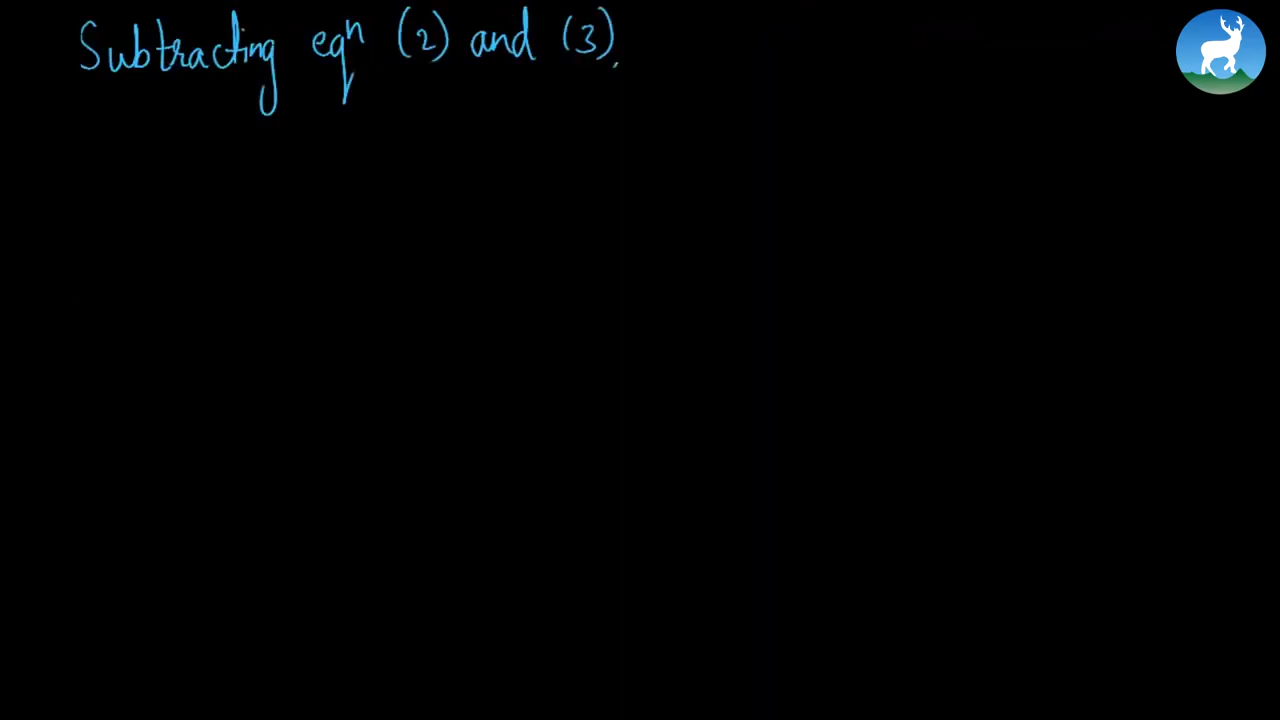 Subtracting eqⁿ (2) and (3).